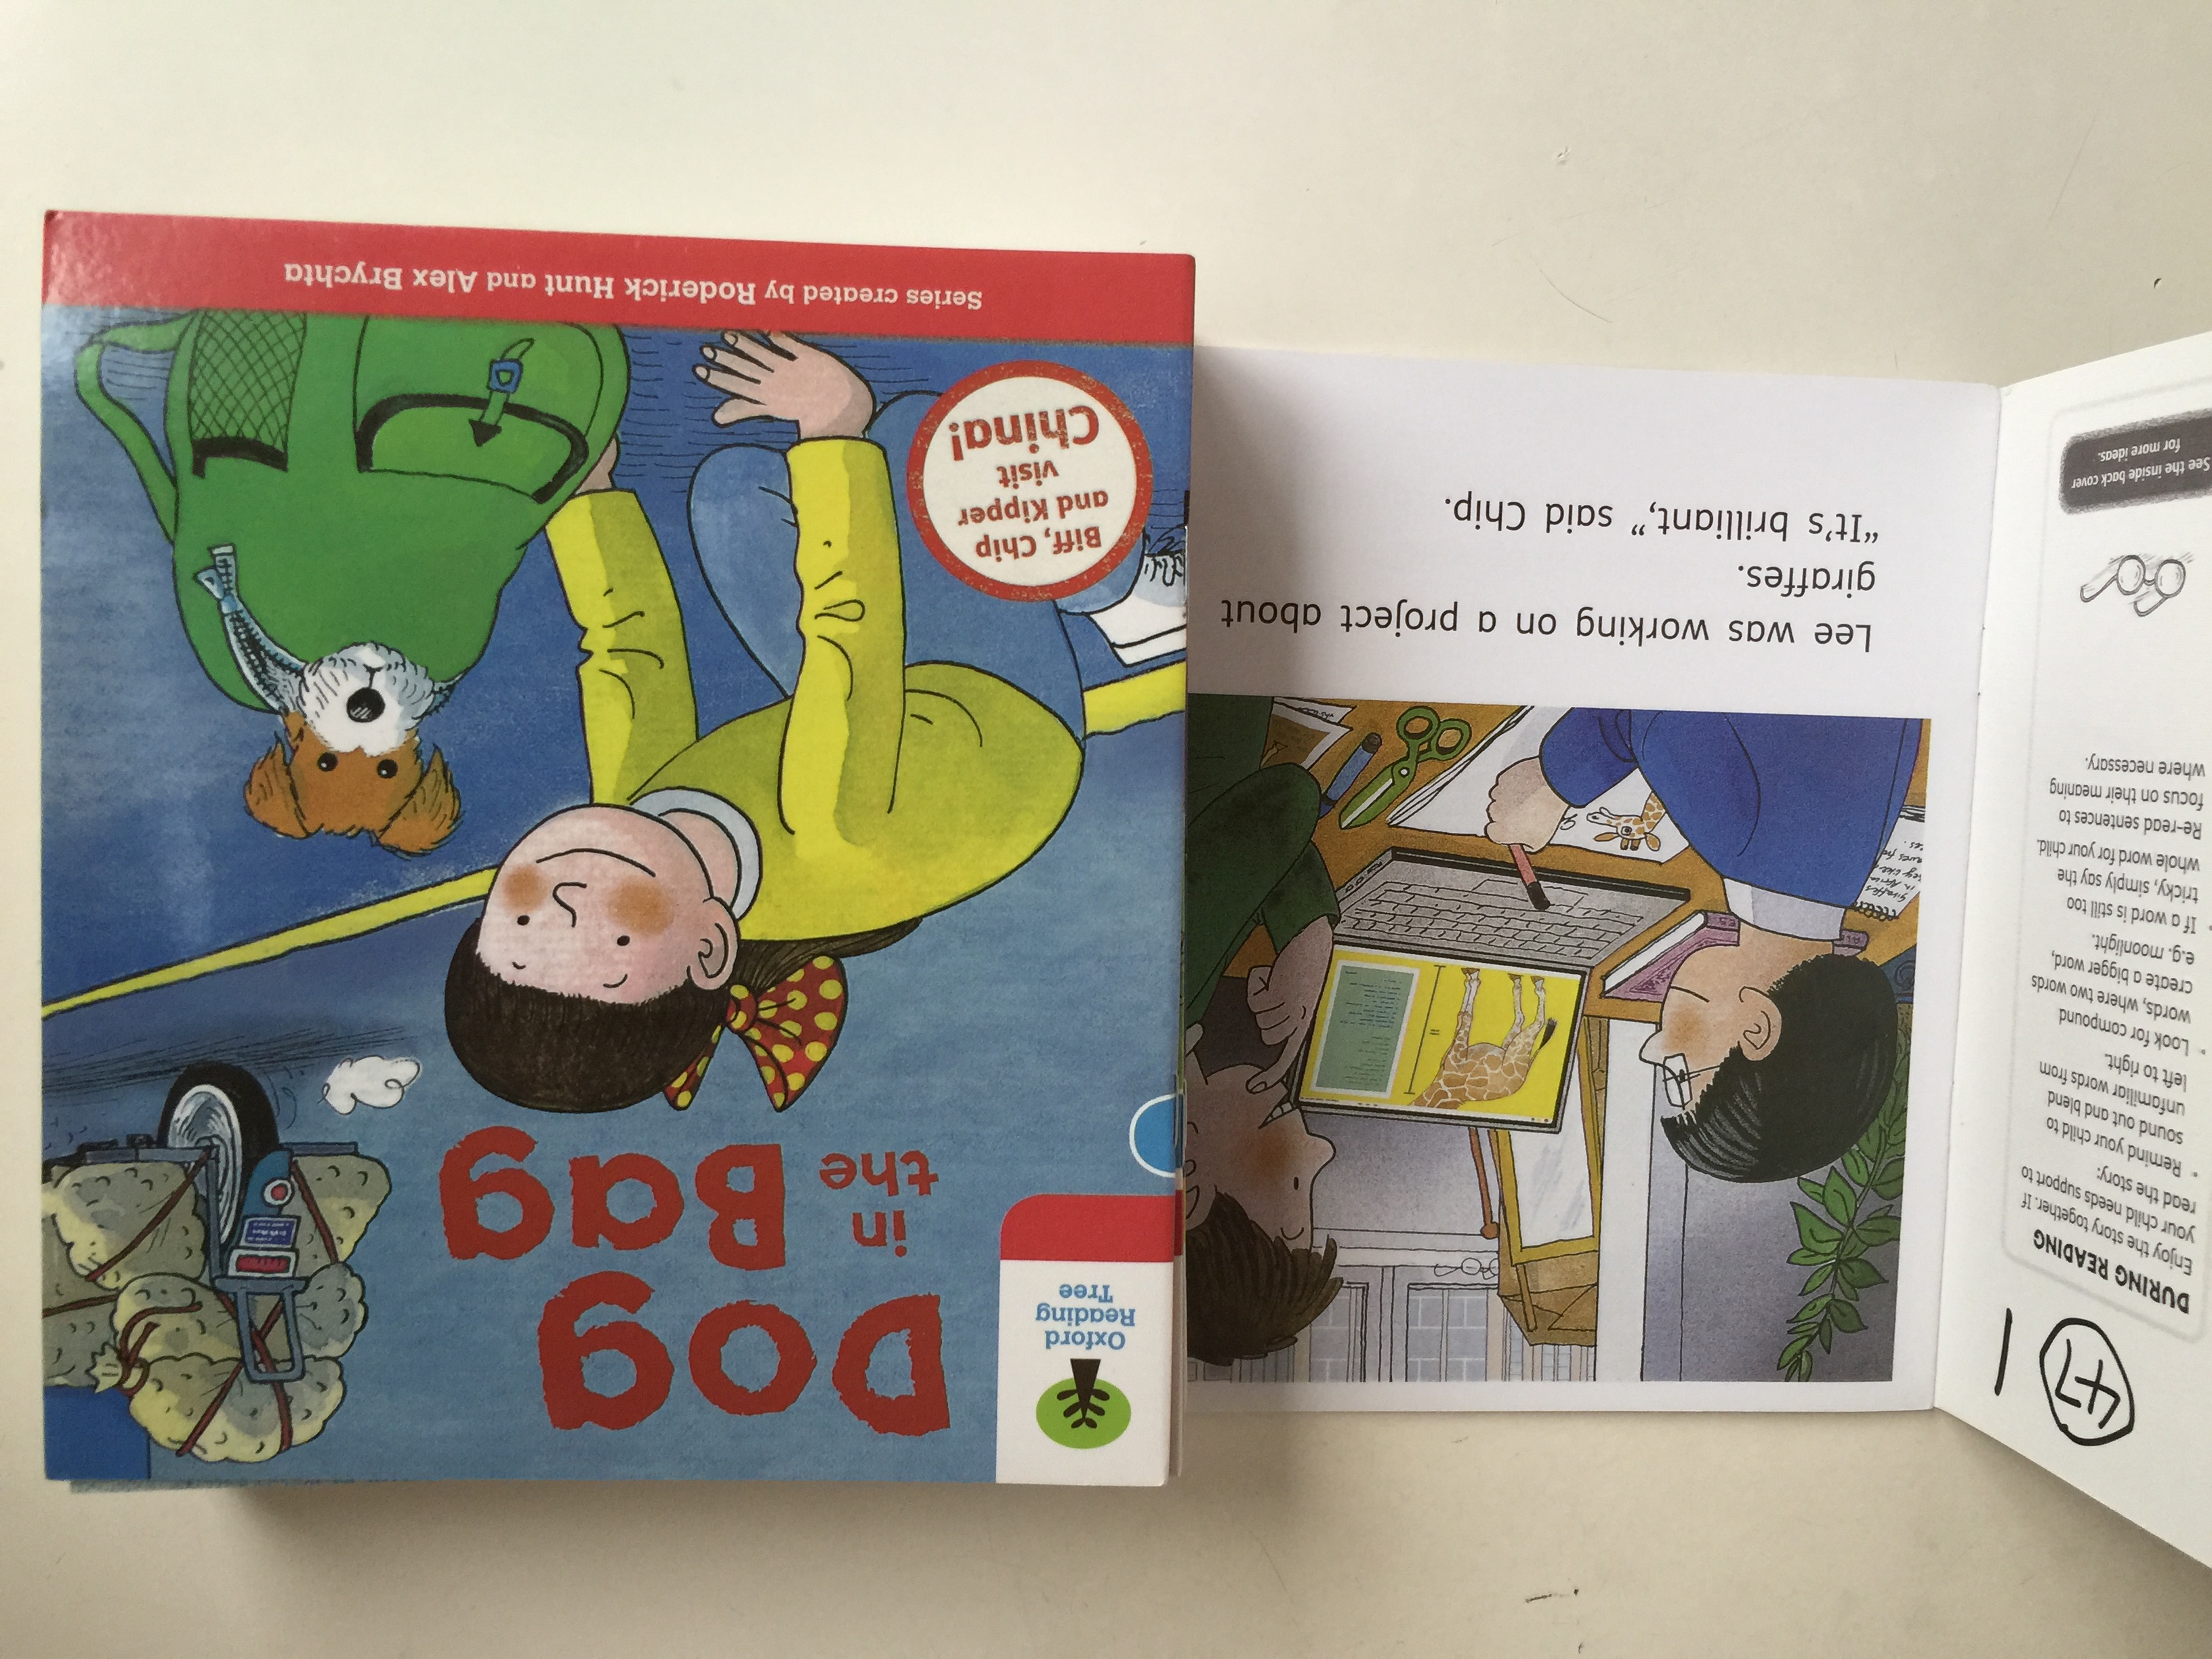 47 1
DURING READING
Enjoy the story together. If
your child needs support to
read the story:
• Remind your child to
sound out and blend
unfamiliar words from
left to right.
• Look for compound
words, where two words
create a bigger word,
e.g. moonlight.
• If a word is still too
tricky, simply say the
whole word for your child.
Re-read sentences to
focus on their meaning
where necessary.
See the inside back cover
for more ideas.
Giraffes
in Africa
Lee was working on a project about
giraffes.
“It’s brilliant,” said Chip.
Oxford
Reading
Tree
Dog
in
the Bag
Biff, Chip
and Kipper
visit
China!
Series created by Roderick Hunt and Alex Brychta